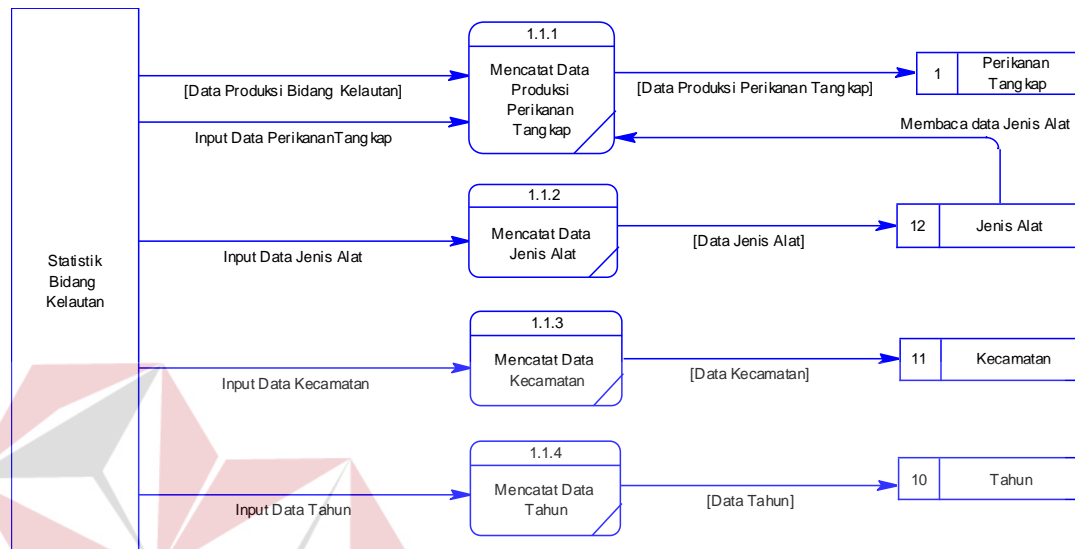 1.1.1
Mencatat Data
Produksi
Perikanan
Tangkap
[Data Produksi Bidang Kelautan]
Input Data PerikananTangkap
[Data Produksi Perikanan Tangkap]
1
Perikanan
Tangkap
Membaca data Jenis Alat
1.1.2
Mencatat Data
Jenis Alat
Input Data Jenis Alat
[Data Jenis Alat]
12
Jenis Alat
Statistik
Bidang
Kelautan
1.1.3
Mencatat Data
Kecamatan
Input Data Kecamatan
[Data Kecamatan]
11
Kecamatan
1.1.4
Mencatat Data
Tahun
Input Data Tahun
[Data Tahun]
10
Tahun